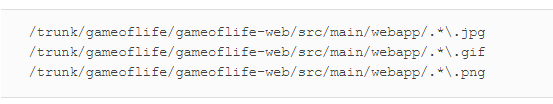 /trunk/gameoflife/gameoflife-web/src/main/webapp/.*\.jpg
/trunk/gameoflife/gameoflife-web/src/main/webapp/.*\.gif
/trunk/gameoflife/gameoflife-web/src/main/webapp/.*\.png